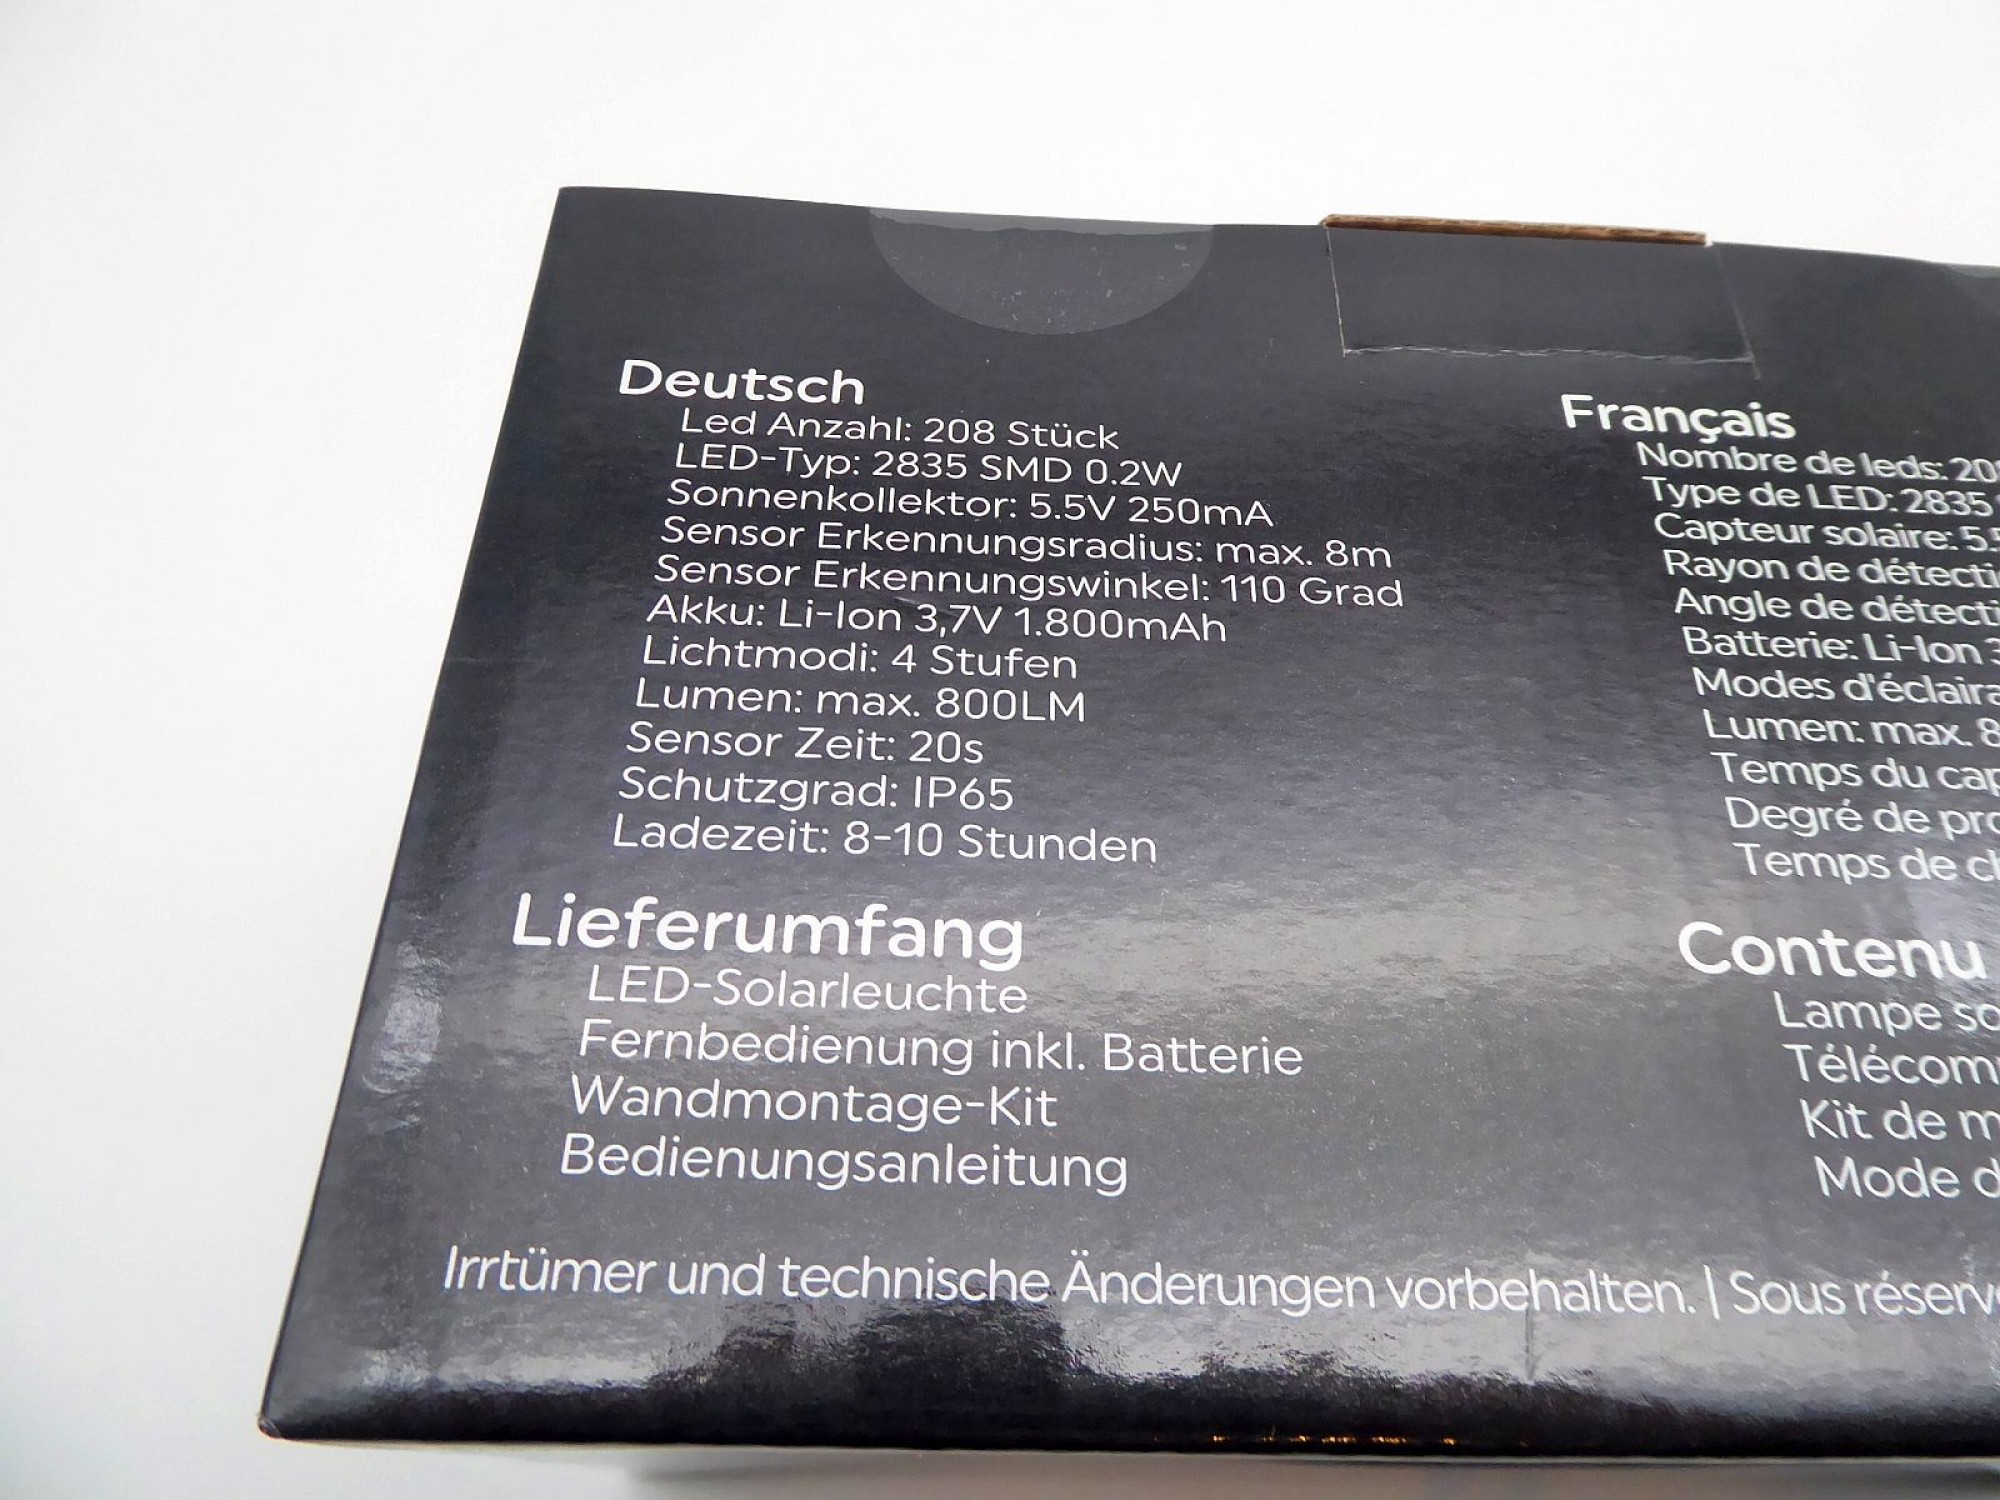 Deutsch
Led Anzahl: 208 Stück
LED-Typ: 2835 SMD 0.2W
Sonnenkollektor: 5.5V 250mA
Sensor Erkennungsradius: max. 8m
Sensor Erkennungswinkel: 110 Grad
Akku: Li-Ion 3,7V 1.800mAh
Lichtmodi: 4 Stufen
Lumen: max. 800LM
Sensor Zeit: 20s
Schutzgrad: IP65
Ladezeit: 8-10 Stunden
Lieferumfang
LED-Solarleuchte
Fernbedienung inkl. Batterie
Wandmontage-Kit
Bedienungsanleitung
Français
Nombre de leds:
Type de LED: 2835
Capteur solaire:
Rayon de
Angle de
Batterie: Li-Ion
Modes
Lumen: max.
Temps du
Degré de
Temps de
Contenu
Lampe
Kit de
Mode
Irrtümer und technische Änderungen vorbehalten. | Sous